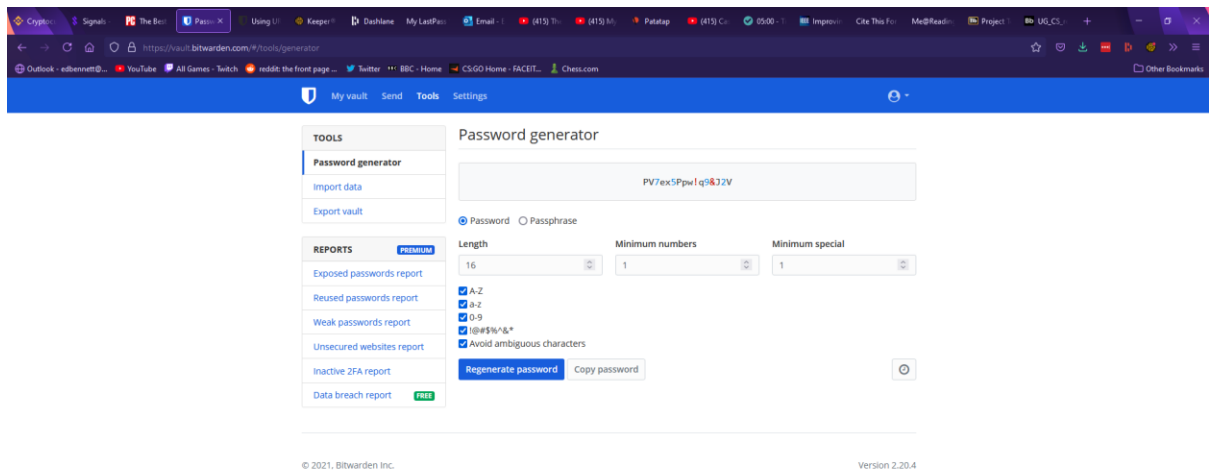 Cryptoc Signals PC The Best Passw Using UI Keeper Dashlane My LastPass Email - (415) Th (415) My Patatap (415) Ca 05:00 - Improvin Cite This For Me@Readin Project UG_CS_
https://vault.bitwarden.com/#/tools/generator
Outlook - edbennett@... YouTube All Games - Twitch reddit: the front page ... Twitter BBC - Home CS:GO Home - FACEIT... Chess.com Other Bookmarks
My vault Send Tools Settings
TOOLS
Password generator
Import data
Export vault
REPORTS PREMIUM
Exposed passwords report
Reused passwords report
Weak passwords report
Unsecured websites report
Inactive 2FA report
Data breach report FREE
Password generator
PV7ex5Ppw!q9&J2V
Password Passphrase
Length Minimum numbers Minimum special
16 1 1
A-Z
a-z
0-9
!@#$%^&*
Avoid ambiguous characters
Regenerate password Copy password
© 2021, Bitwarden Inc. Version 2.20.4